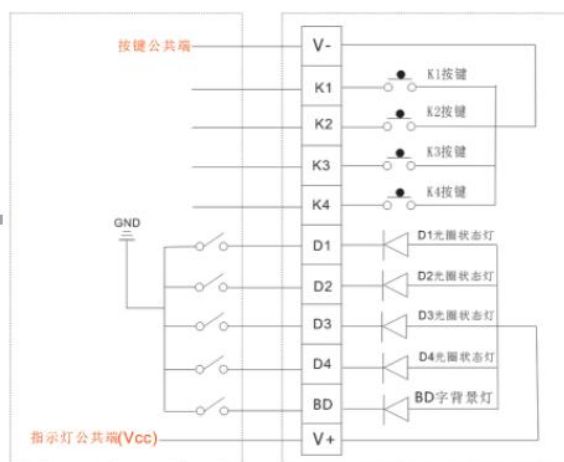 按键公共端
V-
K1
K1按键
K2
K2按键
K3
K3按键
K4
K4按键
GND
D1
D1光圈状态灯
D2
D2光圈状态灯
D3
D3光圈状态灯
D4
D4光圈状态灯
BD
BD字背景灯
指示灯公共端(Vcc)
V+